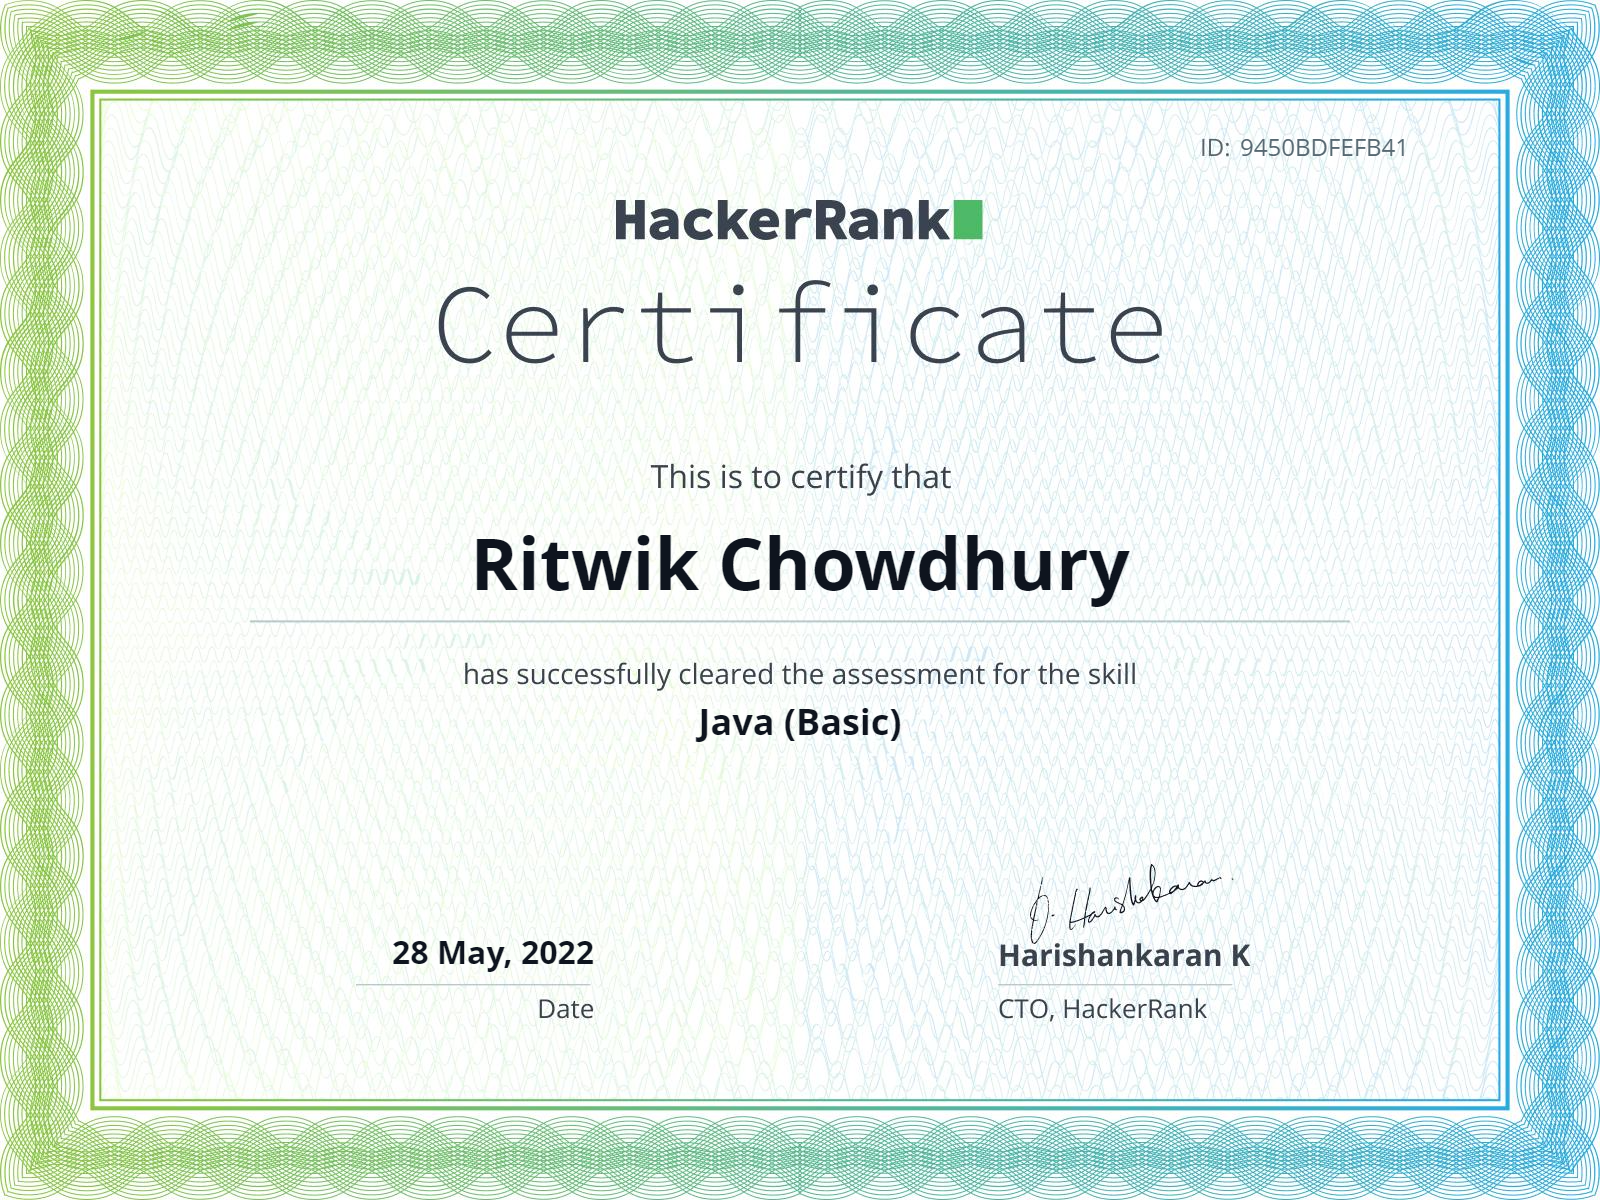 ID: 9450BDFEFB41
HackerRank
Certificate
This is to certify that
Ritwik Chowdhury
has successfully cleared the assessment for the skill
Java (Basic)
28 May, 2022
Date
J. Harishankaran
Harishankaran K
CTO, HackerRank